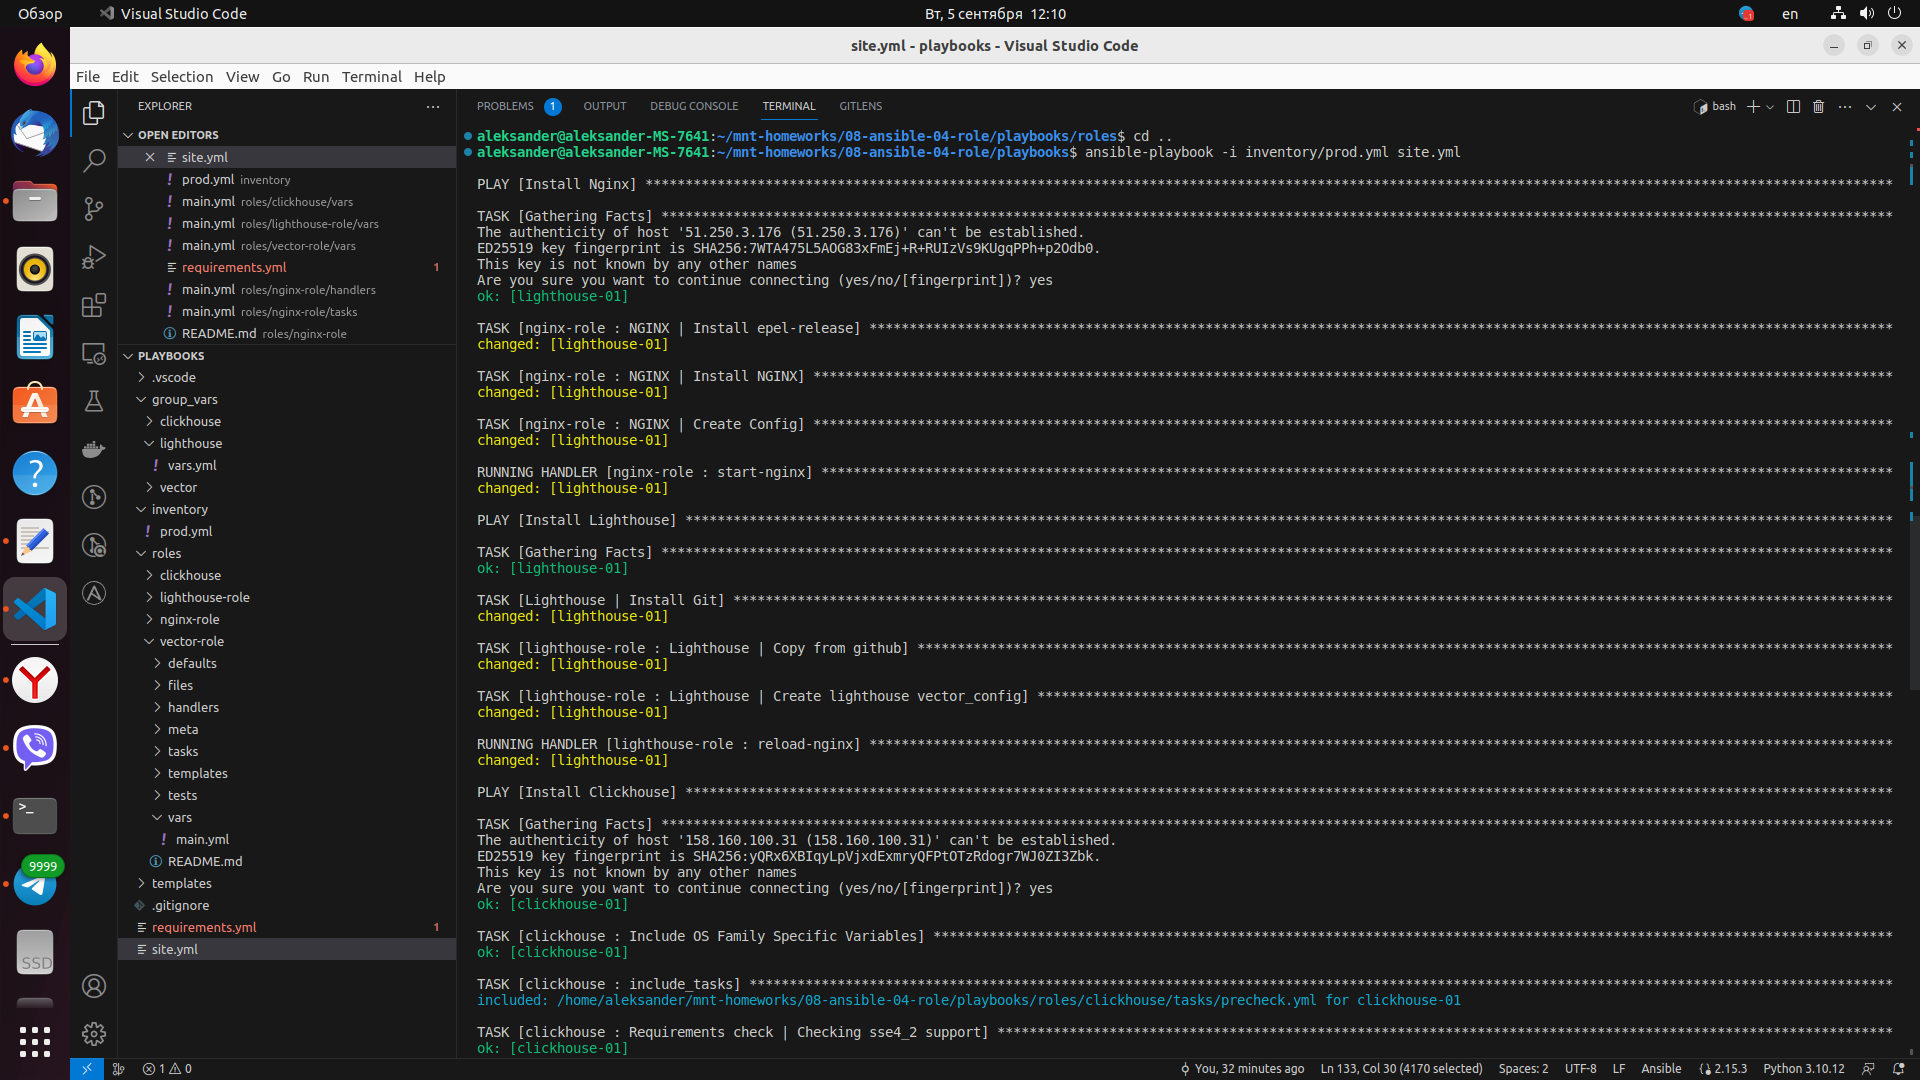 Обзор
Visual Studio Code
Вт, 5 сентября 12:10
en
site.yml - playbooks - Visual Studio Code
File Edit Selection View Go Run Terminal Help
EXPLORER
OPEN EDITORS
site.yml
prod.yml inventory
main.yml roles/clickhouse/vars
main.yml roles/lighthouse-role/vars
main.yml roles/vector-role/vars
requirements.yml 1
main.yml roles/nginx-role/handlers
main.yml roles/nginx-role/tasks
README.md roles/nginx-role
PLAYBOOKS
.vscode
group_vars
clickhouse
lighthouse
vars.yml
vector
inventory
prod.yml
roles
clickhouse
lighthouse-role
nginx-role
vector-role
defaults
files
handlers
meta
tasks
templates
tests
vars
main.yml
README.md
templates
.gitignore
requirements.yml 1
site.yml
9999
SSD
PROBLEMS 1 OUTPUT DEBUG CONSOLE TERMINAL GITLENS
bash
aleksander@aleksander-MS-7641:~/mnt-homeworks/08-ansible-04-role/playbooks/roles$ cd ..
aleksander@aleksander-MS-7641:~/mnt-homeworks/08-ansible-04-role/playbooks$ ansible-playbook -i inventory/prod.yml site.yml
PLAY [Install Nginx] ****
TASK [Gathering Facts] ****
The authenticity of host '51.250.3.176 (51.250.3.176)' can't be established.
ED25519 key fingerprint is SHA256:7WTA475L5AOG83xFmEj+R+RUIzVs9KUgqPPh+p2Odb0.
This key is not known by any other names
Are you sure you want to continue connecting (yes/no/[fingerprint])? yes
ok: [lighthouse-01]
TASK [nginx-role : NGINX | Install epel-release] ****
changed: [lighthouse-01]
TASK [nginx-role : NGINX | Install NGINX] ****
changed: [lighthouse-01]
TASK [nginx-role : NGINX | Create Config] ****
changed: [lighthouse-01]
RUNNING HANDLER [nginx-role : start-nginx] ****
changed: [lighthouse-01]
PLAY [Install Lighthouse] ****
TASK [Gathering Facts] ****
ok: [lighthouse-01]
TASK [Lighthouse | Install Git] ****
changed: [lighthouse-01]
TASK [lighthouse-role : Lighthouse | Copy from github] ****
changed: [lighthouse-01]
TASK [lighthouse-role : Lighthouse | Create lighthouse vector_config] ****
changed: [lighthouse-01]
RUNNING HANDLER [lighthouse-role : reload-nginx] ****
changed: [lighthouse-01]
PLAY [Install Clickhouse] ****
TASK [Gathering Facts] ****
The authenticity of host '158.160.100.31 (158.160.100.31)' can't be established.
ED25519 key fingerprint is SHA256:yQRx6XBIqyLpVjxdExmryQFPtOTzRdogr7WJ0ZI3Zbk.
This key is not known by any other names
Are you sure you want to continue connecting (yes/no/[fingerprint])? yes
ok: [clickhouse-01]
TASK [clickhouse : Include OS Family Specific Variables] ****
ok: [clickhouse-01]
TASK [clickhouse : include_tasks] ****
included: /home/aleksander/mnt-homeworks/08-ansible-04-role/playbooks/roles/clickhouse/tasks/precheck.yml for clickhouse-01
TASK [clickhouse : Requirements check | Checking sse4_2 support] ****
ok: [clickhouse-01]
1 0
You, 32 minutes ago Ln 133, Col 30 (4170 selected) Spaces: 2 UTF-8 LF Ansible 2.15.3 Python 3.10.12